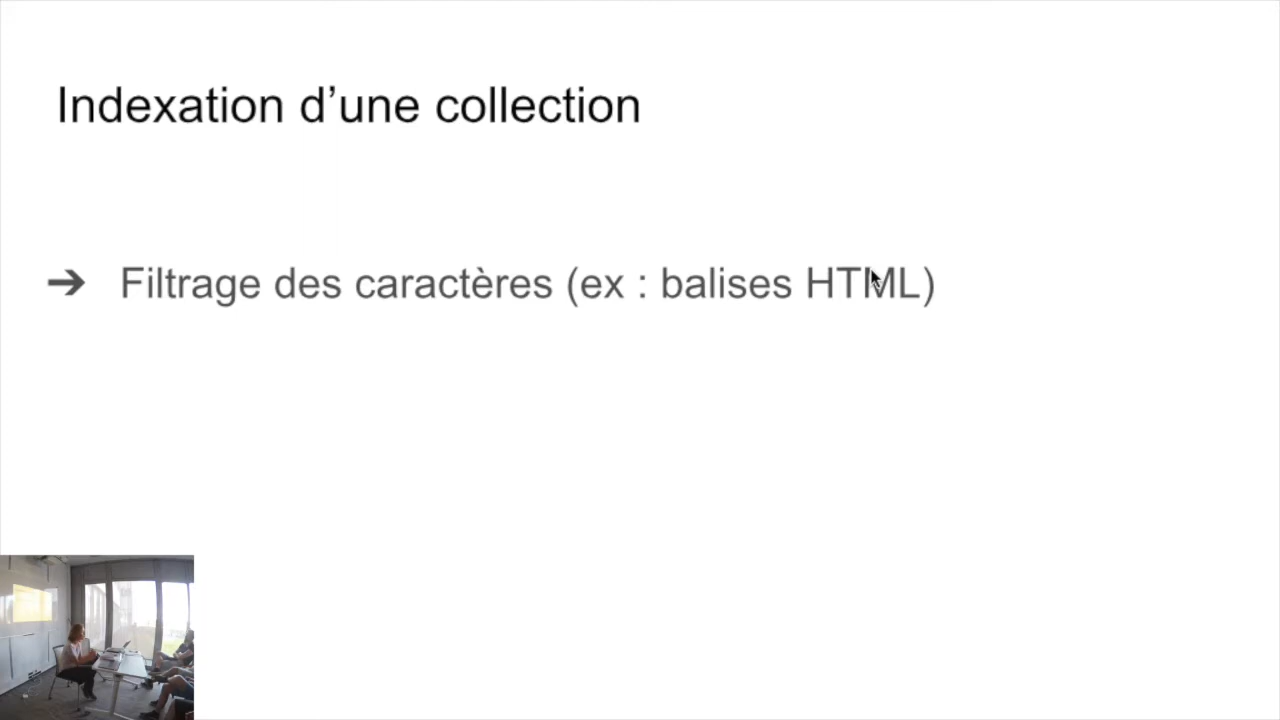 Indexation d’une collection
➔ Filtrage des caractères (ex : balises HTML)